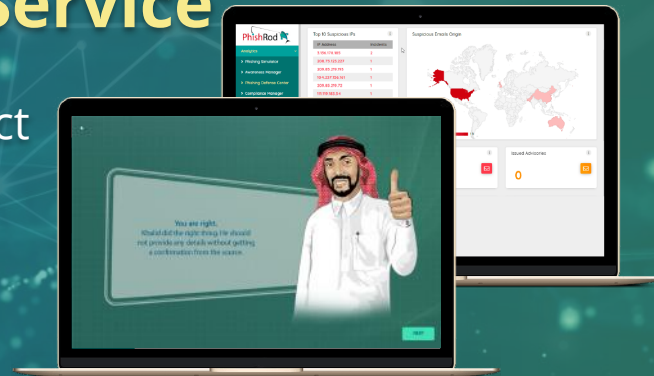 Service
ct
PhishRod
Analytics
Phishing Simulator
Awareness Manager
Phishing Defense Center
Compliance Manager
Top 10 Suspicious IPs
IP Address
Incidents
Suspicious Emails Origin
Issued Advisories
0
You are right.
Khalid did the right thing. He should
not provide any details without getting
a confirmation from the source.
NEXT